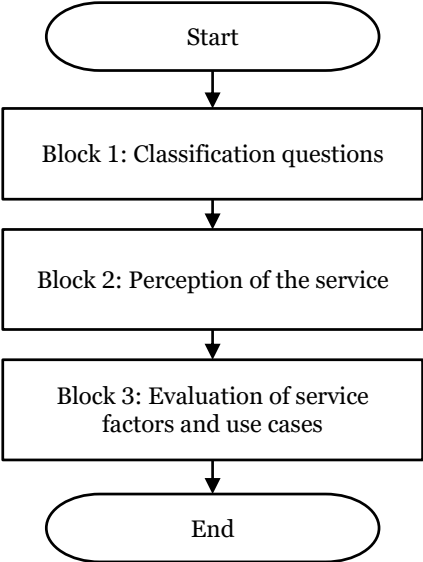 Start
Block 1: Classification questions
Block 2: Perception of the service
Block 3: Evaluation of service
factors and use cases
End